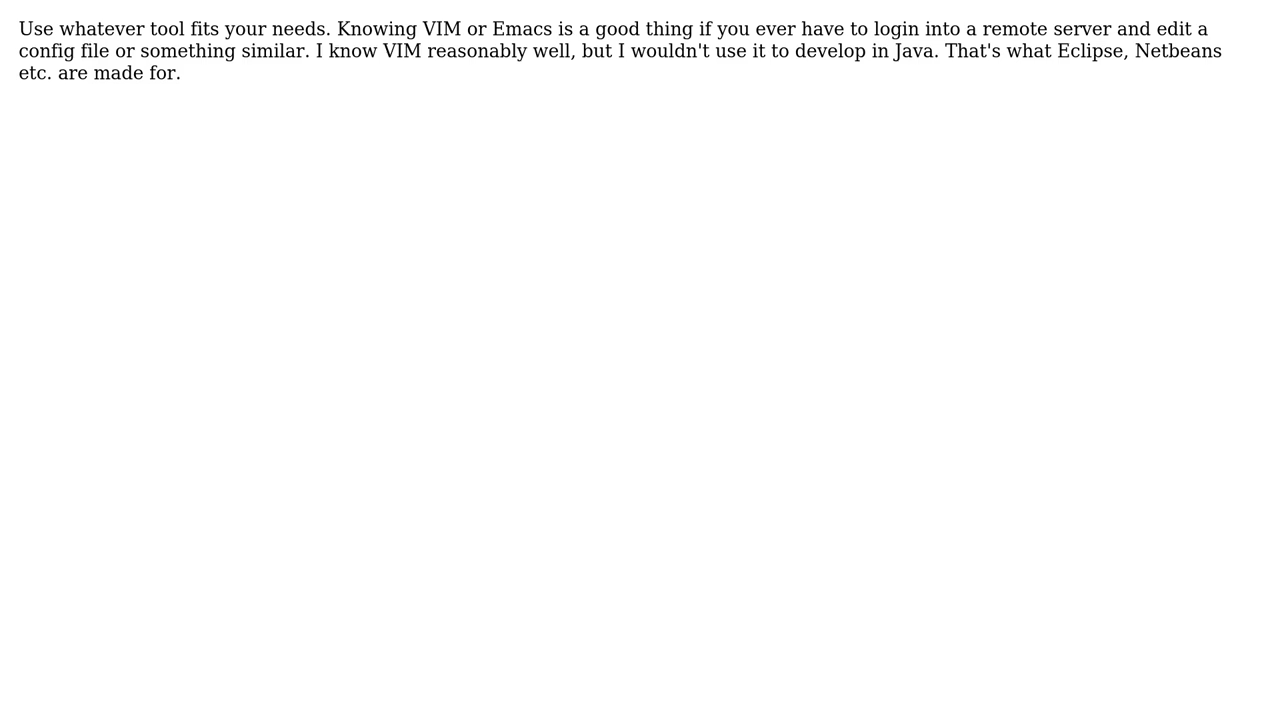 Use whatever tool fits your needs. Knowing VIM or Emacs is a good thing if you ever have to login into a remote server and edit a
config file or something similar. I know VIM reasonably well, but I wouldn't use it to develop in Java. That's what Eclipse, Netbeans
etc. are made for.